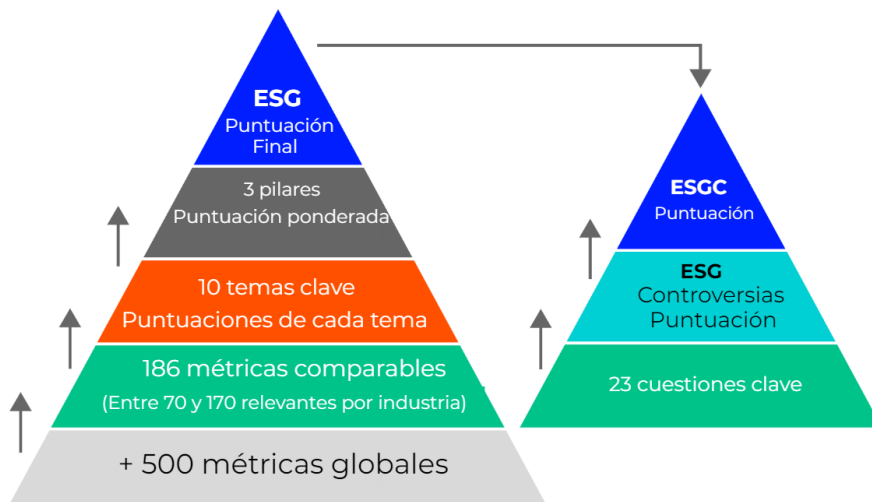 ESG
Puntuación
Final
3 pilares
Puntuación ponderada
10 temas clave
Puntuaciones de cada tema
186 métricas comparables
(Entre 70 y 170 relevantes por industria)
+ 500 métricas globales
ESGC
Puntuación
ESG
Controversias
Puntuación
23 cuestiones clave